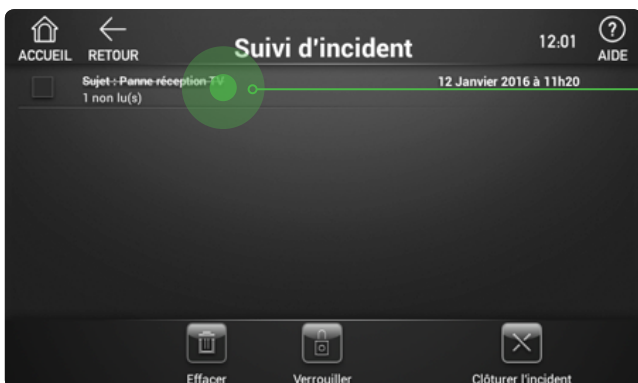 ACCUEIL
RETOUR
Suivi d'incident
12:01
AIDE
Sujet : Panne réception TV
12 Janvier 2016 à 11h20
1 non lu(s)
Effacer
Verrouiller
Clôturer l'incident